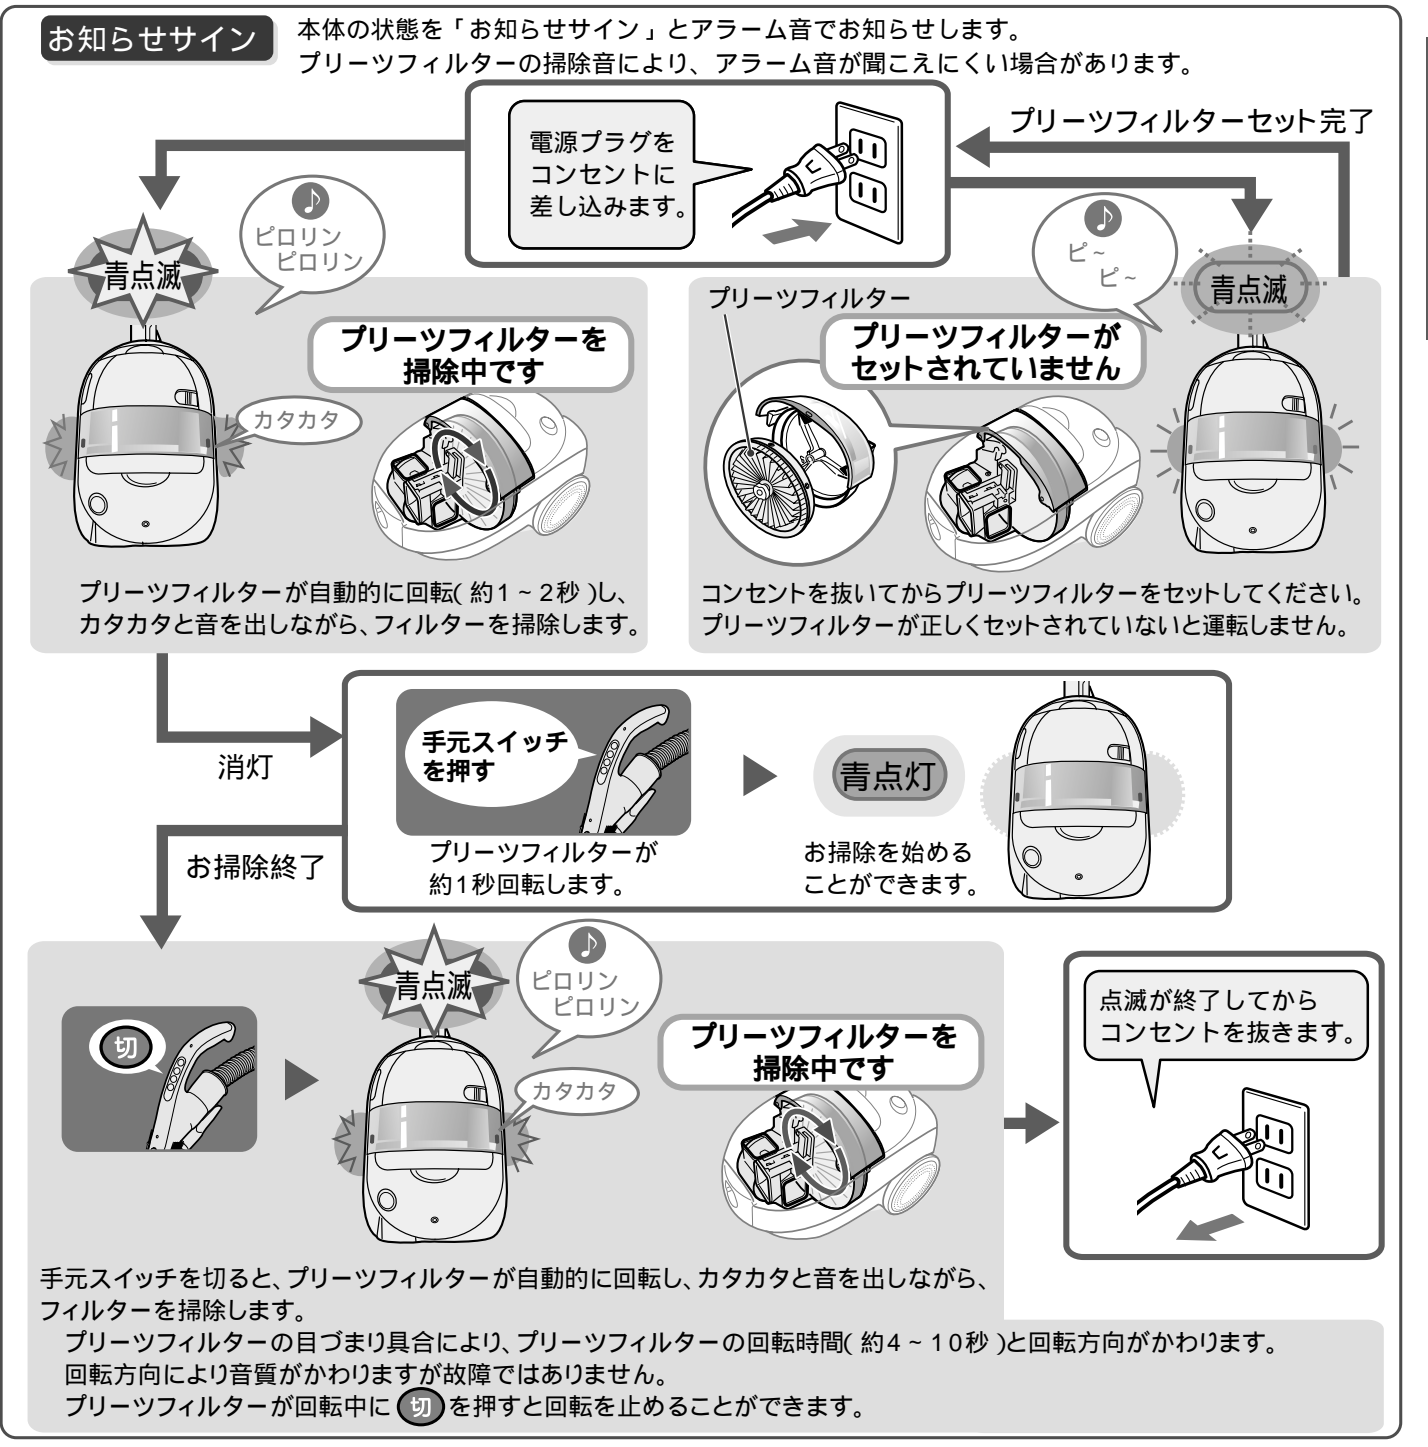 お知らせサイン
本体の状態を「お知らせサイン」とアラーム音でお知らせします。
プリーツフィルターの掃除音により、アラーム音が聞こえにくい場合があります。
電源プラグを
コンセントに
差し込みます。
プリーツフィルターセット完了
青点滅
ピロリン
ピロリン
プリーツフィルターを
掃除中です
カタカタ
プリーツフィルターが自動的に回転(約1~2秒)し、
カタカタと音を出しながら、フィルターを掃除します。
ピ~
ピ~
青点滅
プリーツフィルター
プリーツフィルターが
セットされていません
コンセントを抜いてからプリーツフィルターをセットしてください。
プリーツフィルターが正しくセットされていないと運転しません。
消灯
手元スイッチ
を押す
プリーツフィルターが
約1秒回転します。
青点灯
お掃除を始める
ことができます。
お掃除終了
切
青点滅
ピロリン
ピロリン
カタカタ
プリーツフィルターを
掃除中です
点滅が終了してから
コンセントを抜きます。
手元スイッチを切ると、プリーツフィルターが自動的に回転し、カタカタと音を出しながら、
フィルターを掃除します。
プリーツフィルターの目づまり具合により、プリーツフィルターの回転時間(約4~10秒)と回転方向がかわります。
回転方向により音質がかわりますが故障ではありません。
プリーツフィルターが回転中に 切 を押すと回転を止めることができます。